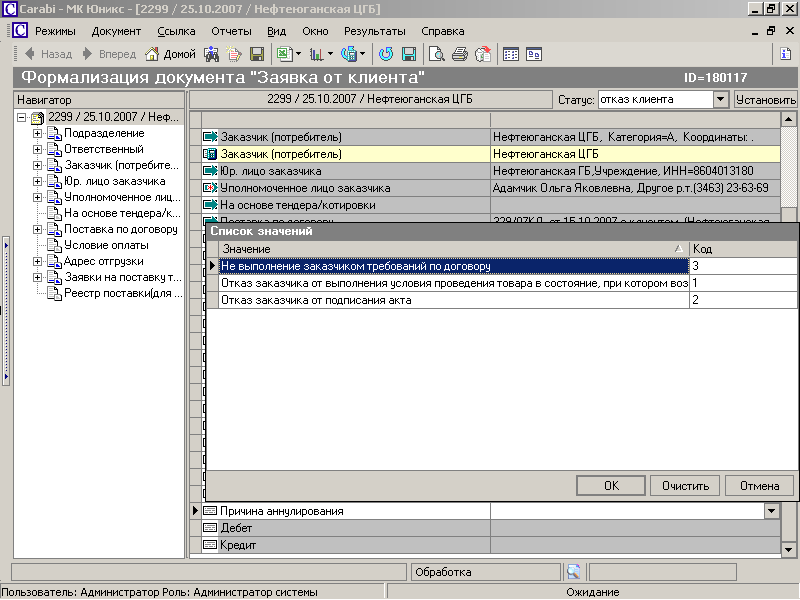 Carabi - МК Юникс - [2299 / 25.10.2007 / Нефтеюганская ЦГБ]
Режимы Документ Ссылка Отчеты Вид Окно Результаты Справка
Назад Вперед Домой
Формализация документа "Заявка от клиента" ID=180117
Навигатор
2299 / 25.10.2007 / Неф...
Подразделение
Ответственный
Заказчик (потребите...
Юр. лицо заказчика
Уполномоченное лиц...
На основе тендера/к...
Поставка по договору
Условие оплаты
Адрес отгрузки
Заявки на поставку т...
Реестр поставки(для ...
2299 / 25.10.2007 / Нефтеюганская ЦГБ Статус: отказ клиента Установить
Заказчик (потребитель) Нефтеюганская ЦГБ, Категория=А, Координаты: .
Заказчик (потребитель) Нефтеюганская ЦГБ
Юр. лицо заказчика Нефтеюганская ГБ,Учреждение, ИНН=8604013180
Уполномоченное лицо заказчика Адамчик Ольга Яковлевна, Другое р.т.(3463) 23-63-69
На основе тендера/котировки
Поставка по договору 329/07КД от 15.10.2007 с клиентом (Нефтеюганская
Список значений
Значение Код
Не выполнение заказчиком требований по договору 3
Отказ заказчика от выполнения условия проведения товара в состояние, при котором воз 1
Отказ заказчика от подписания акта 2
OK Очистить Отмена
Причина аннулирования
Дебет
Кредит
Обработка
Пользователь: Администратор Роль: Администратор системы Ожидание